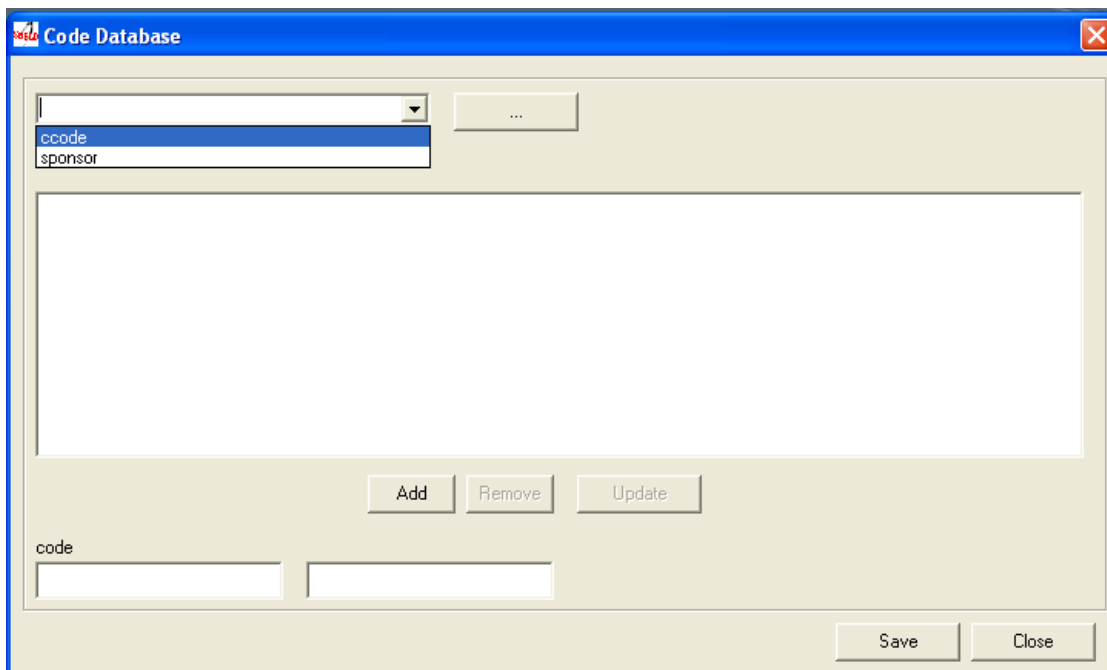 Code Database
...
ccode
sponsor
Add Remove Update
code
Save Close